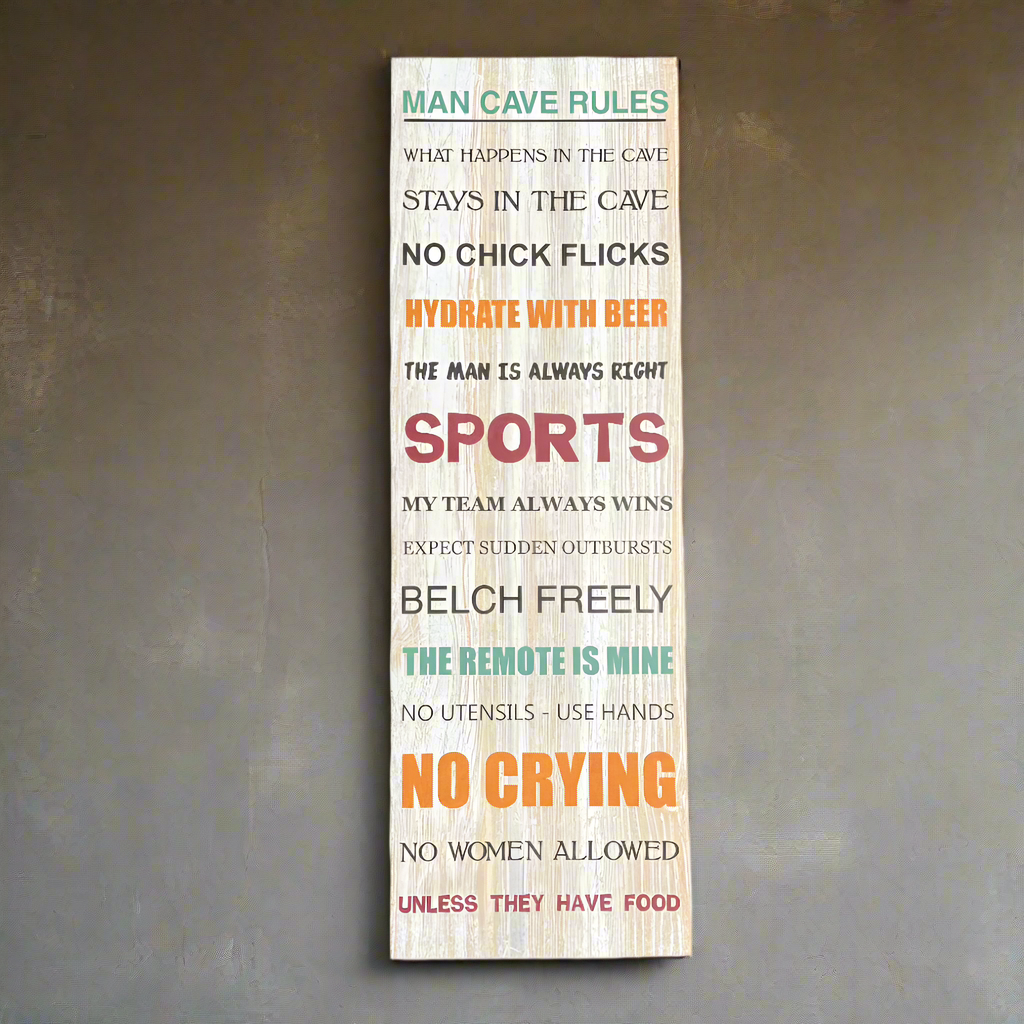 MAN CAVE RULES
WHAT HAPPENS IN THE CAVE
STAYS IN THE CAVE
NO CHICK FLICKS
HYDRATE WITH BEER
THE MAN IS ALWAYS RIGHT
SPORTS
MY TEAM ALWAYS WINS
EXPECT SUDDEN OUTBURSTS
BELCH FREELY
THE REMOTE IS MINE
NO UTENSILS - USE HANDS
NO CRYING
NO WOMEN ALLOWED
UNLESS THEY HAVE FOOD